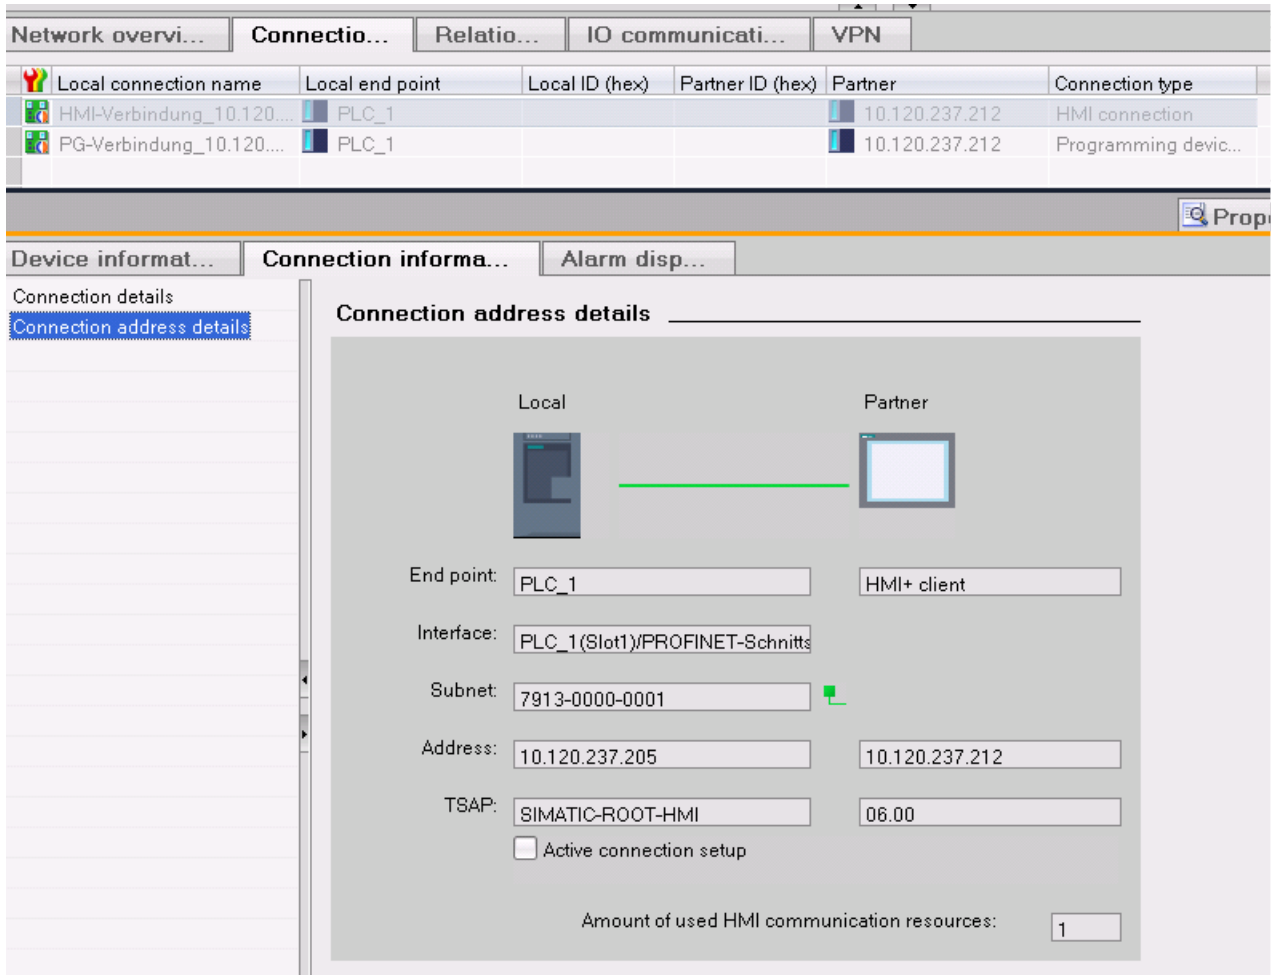 Network overvi... Connectio... Relatio... IO communicati... VPN
Local connection name Local end point Local ID (hex) Partner ID (hex) Partner Connection type
HMI-Verbindung_10.120.... PLC_1 10.120.237.212 HMI connection
PG-Verbindung_10.120.... PLC_1 10.120.237.212 Programming devic...
Prop
Device informat... Connection informa... Alarm disp...
Connection details
Connection address details
Connection address details
Local Partner
End point: PLC_1 HMI+ client
Interface: PLC_1(Slot1)/PROFINET-Schnitts
Subnet: 7913-0000-0001
Address: 10.120.237.205 10.120.237.212
TSAP: SIMATIC-ROOT-HMI 06.00
Active connection setup
Amount of used HMI communication resources: 1